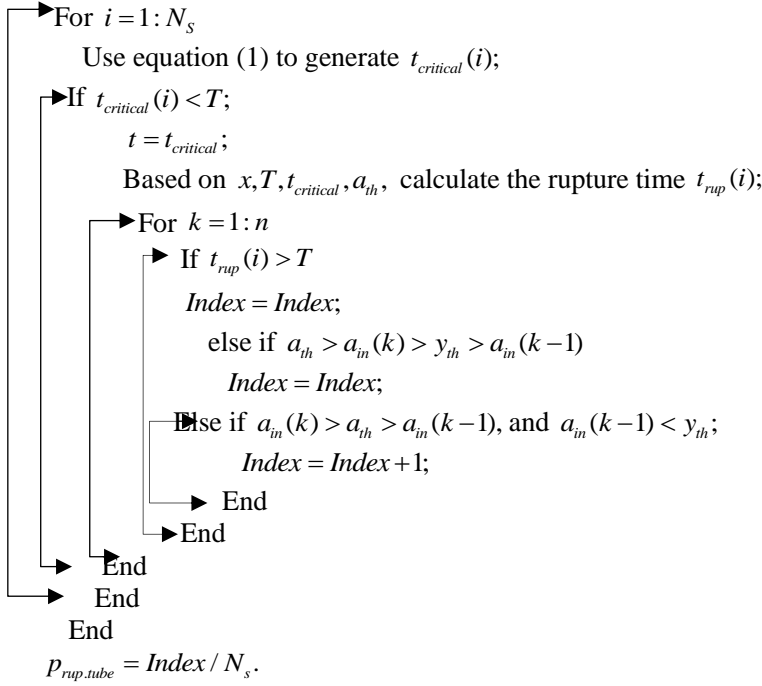 For i = 1 : N_S
Use equation (1) to generate t_critical (i);
If t_critical (i) < T;
t = t_critical ;
Based on x, T, t_critical , a_th , calculate the rupture time t_rup (i);
For k = 1 : n
If t_rup (i) > T
Index = Index;
else if a_th > a_in (k) > y_th > a_in (k − 1)
Index = Index;
Else if a_in (k) > a_th > a_in (k − 1), and a_in (k − 1) < y_th ;
Index = Index + 1;
End
End
End
End
End
p_rup.tube = Index / N_s .